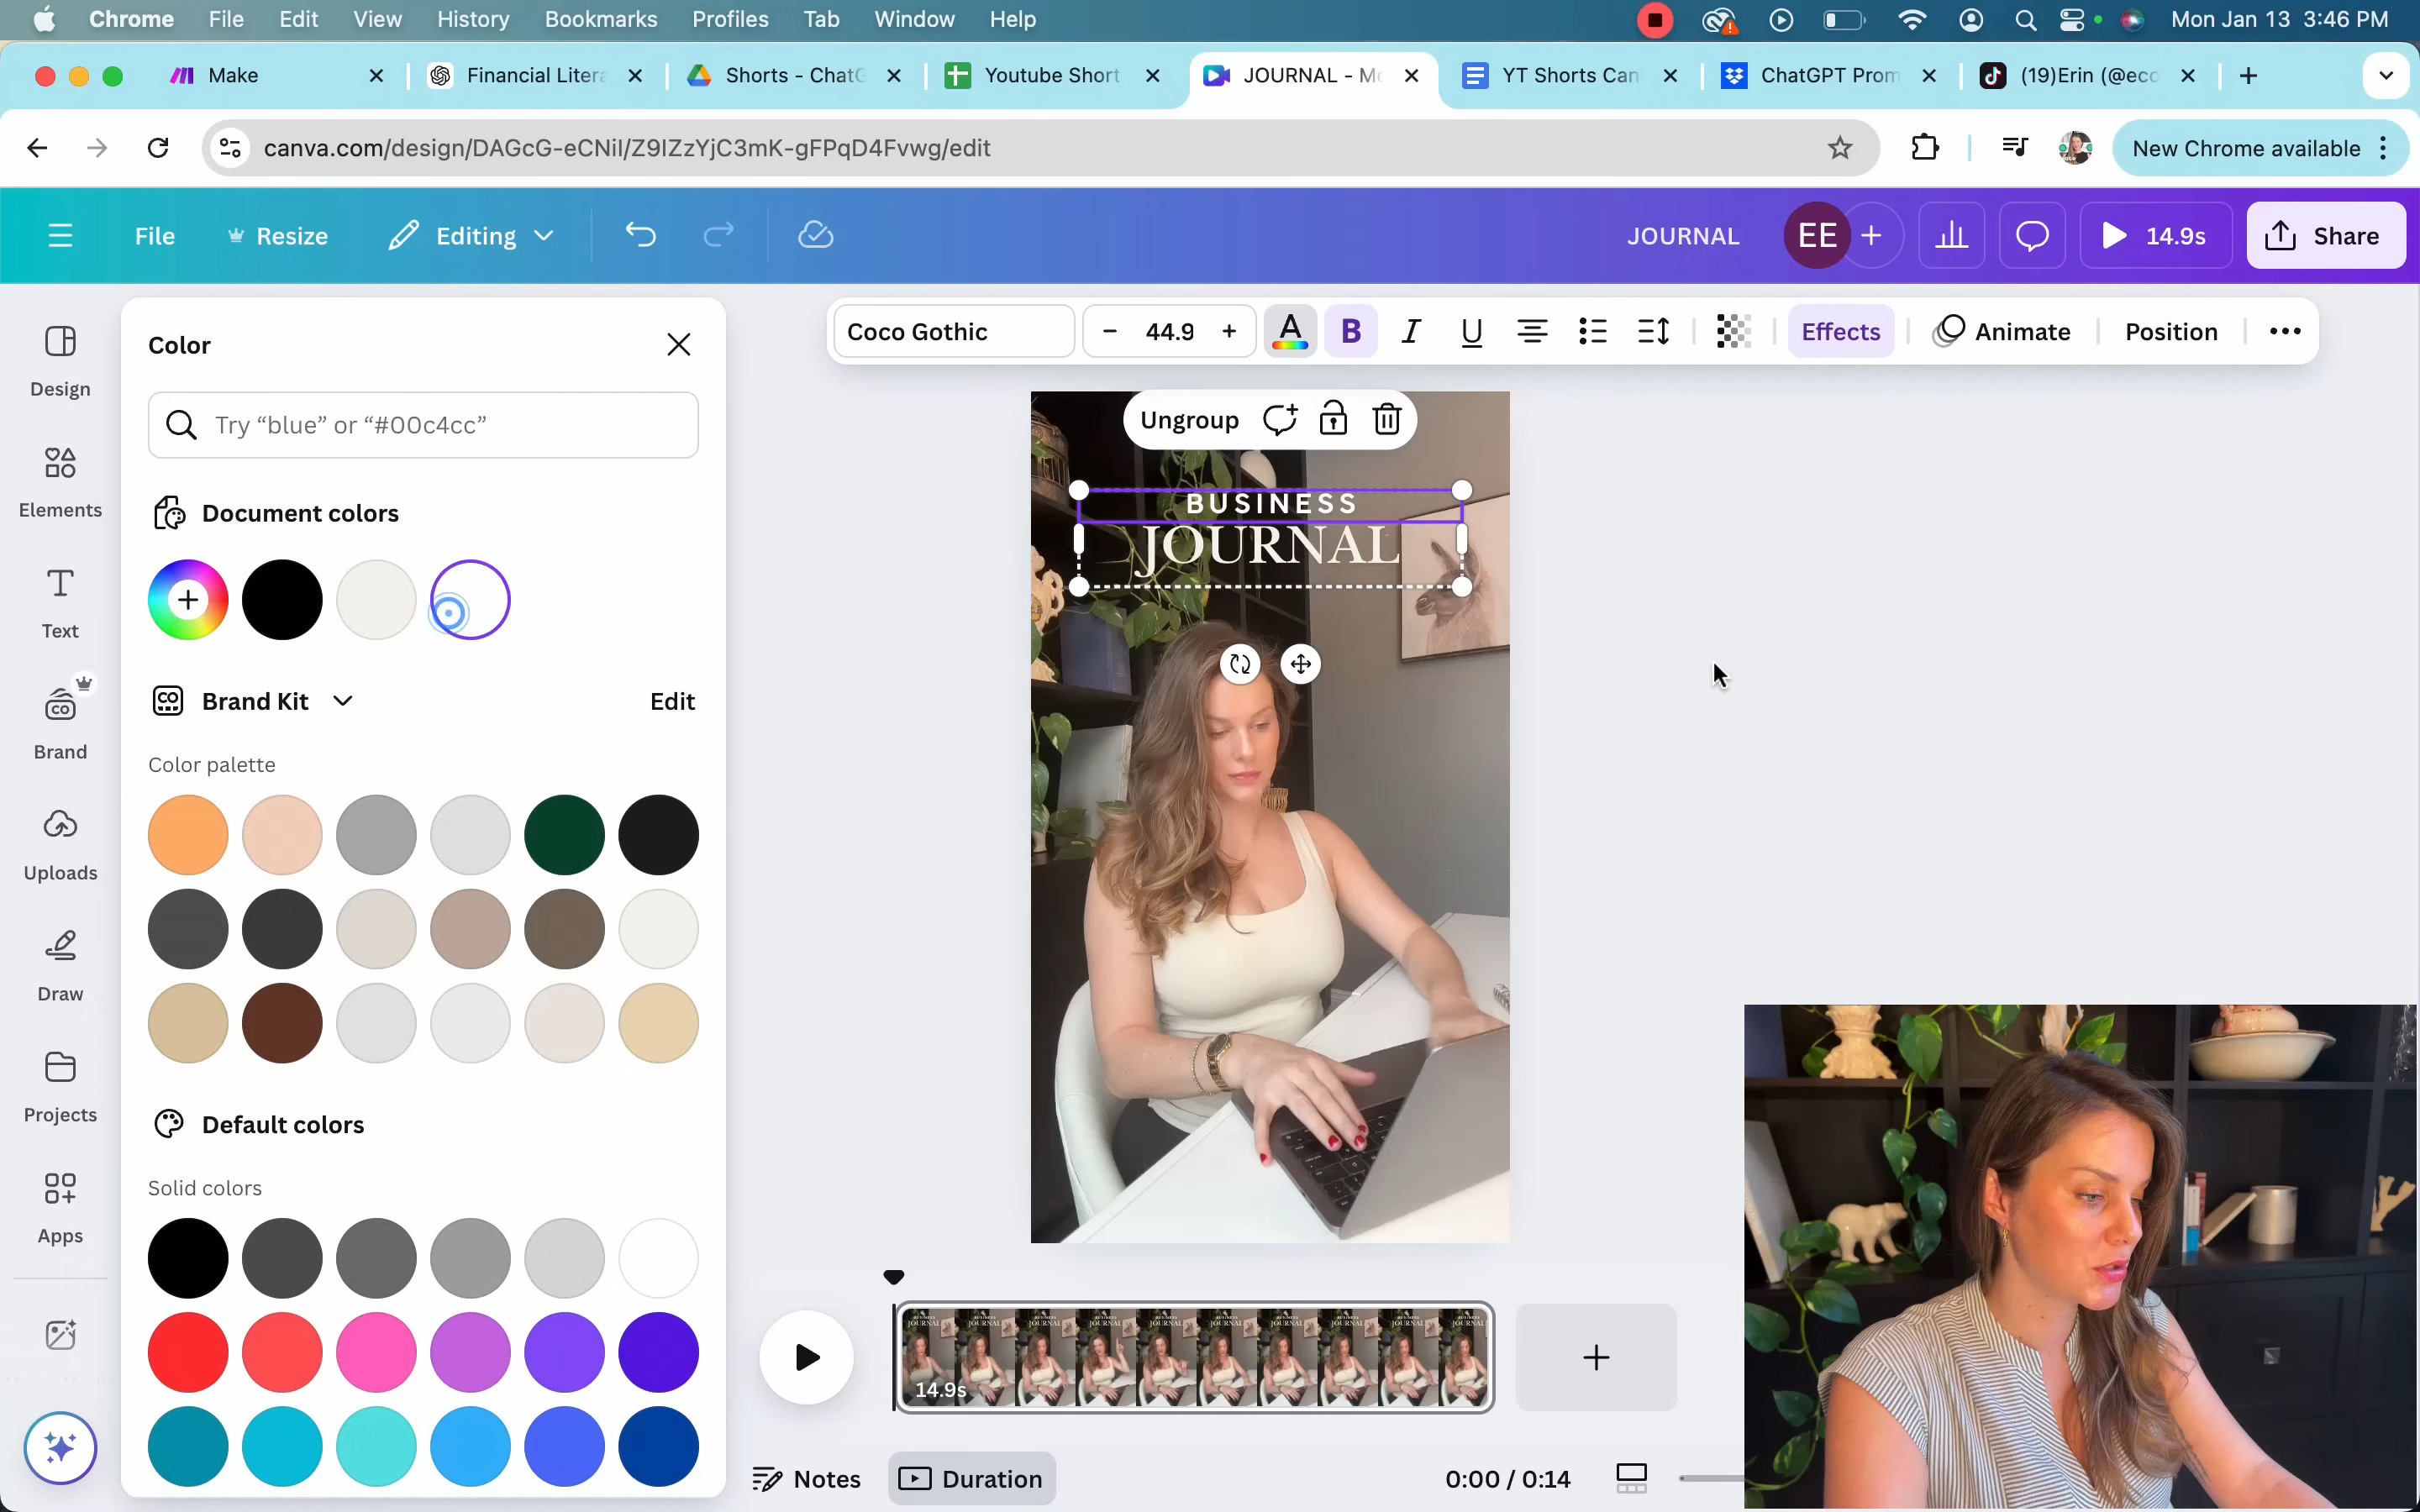 Chrome File Edit View History Bookmarks Profiles Tab Window Help Mon Jan 13 3:46 PM
Make Financial Litera Shorts - ChatG Youtube Short JOURNAL - Mo YT Shorts Can ChatGPT Prom (19)Erin (@eco
canva.com/design/DAGcG-eCNiI/Z9IZzYjC3mK-gFPqD4Fvwg/edit New Chrome available
File Resize Editing JOURNAL EE 14.9s Share
Coco Gothic 44.9 A B I U Effects Animate Position
Design
Elements
Text
Brand
Uploads
Draw
Projects
Apps
Color
Try “blue” or “#00c4cc”
Document colors
Brand Kit Edit
Color palette
Default colors
Solid colors
Ungroup
BUSINESS
JOURNAL
14.9s
Notes Duration 0:00 / 0:14